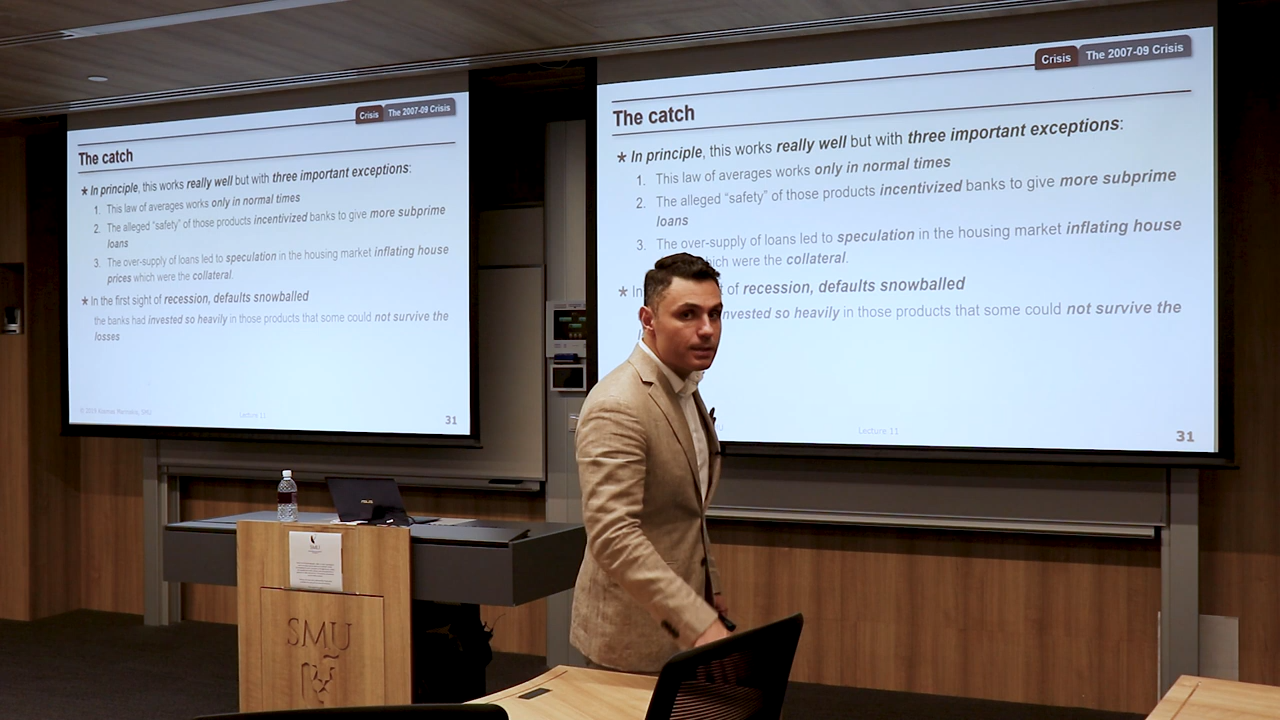 Crisis The 2007-09 Crisis
The catch
★ In principle, this works really well but with three important exceptions:
1. This law of averages works only in normal times
2. The alleged "safety" of those products incentivized banks to give more subprime
loans
3. The over-supply of loans led to speculation in the housing market inflating house
prices which were the collateral.
★ In the first sight of recession, defaults snowballed
the banks had invested so heavily in those products that some could not survive the
losses
Lecture 11
31
Crisis The 2007-09 Crisis
The catch
★ In principle, this works really well but with three important exceptions:
1. This law of averages works only in normal times
2. The alleged "safety" of those products incentivized banks to give more subprime
loans
3. The over-supply of loans led to speculation in the housing market inflating house
which were the collateral.
★ In of recession, defaults snowballed
invested so heavily in those products that some could not survive the
Lecture 11
31
ASUS
SMU
SMU